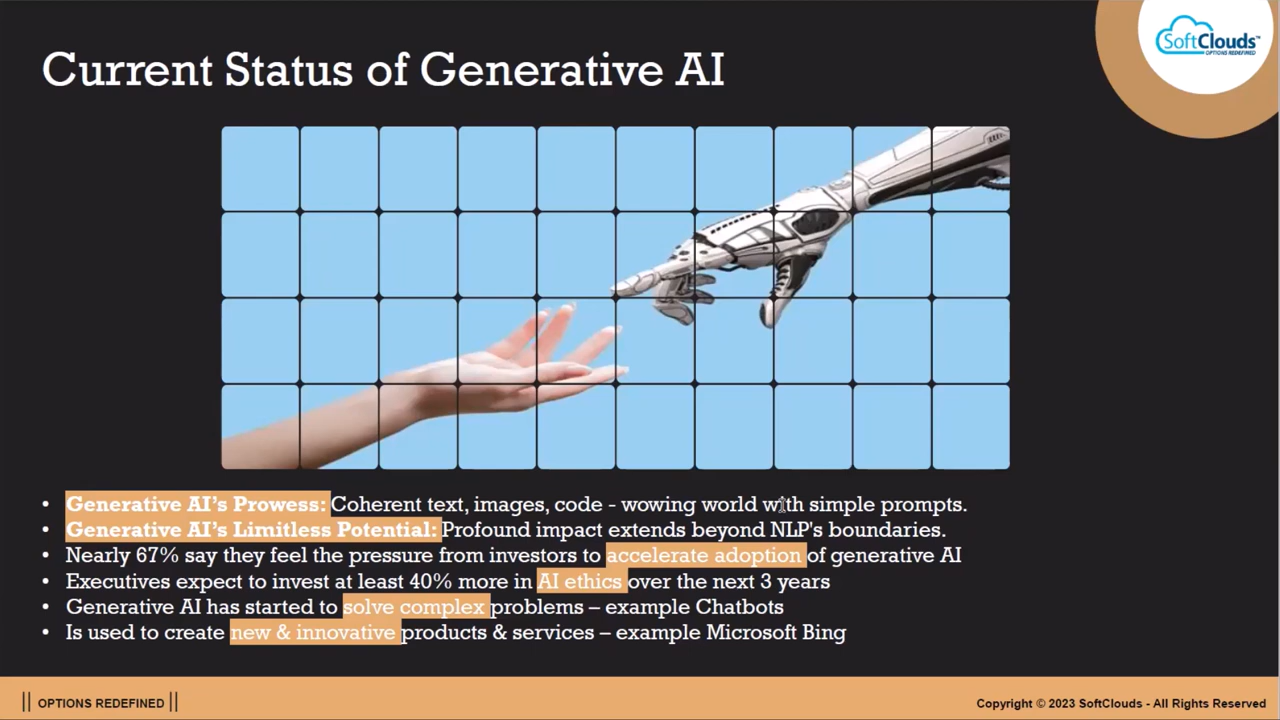 Current Status of Generative AI
SoftClouds™
OPTIONS REDEFINED
• Generative AI's Prowess: Coherent text, images, code - wowing world with simple prompts.
• Generative AI's Limitless Potential: Profound impact extends beyond NLP's boundaries.
• Nearly 67% say they feel the pressure from investors to accelerate adoption of generative AI
• Executives expect to invest at least 40% more in AI ethics over the next 3 years
• Generative AI has started to solve complex problems – example Chatbots
• Is used to create new & innovative products & services – example Microsoft Bing
|| OPTIONS REDEFINED ||
Copyright © 2023 SoftClouds - All Rights Reserved